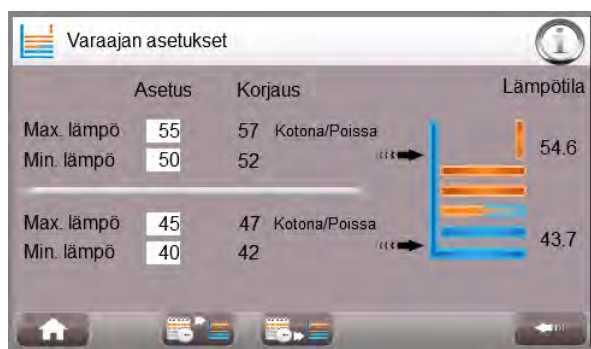 Varaajan asetukset
Asetus Korjaus Lämpötila
Max. lämpö 55 57 Kotona/Poissa
Min. lämpö 50 52
54.6
Max. lämpö 45 47 Kotona/Poissa
Min. lämpö 40 42
43.7